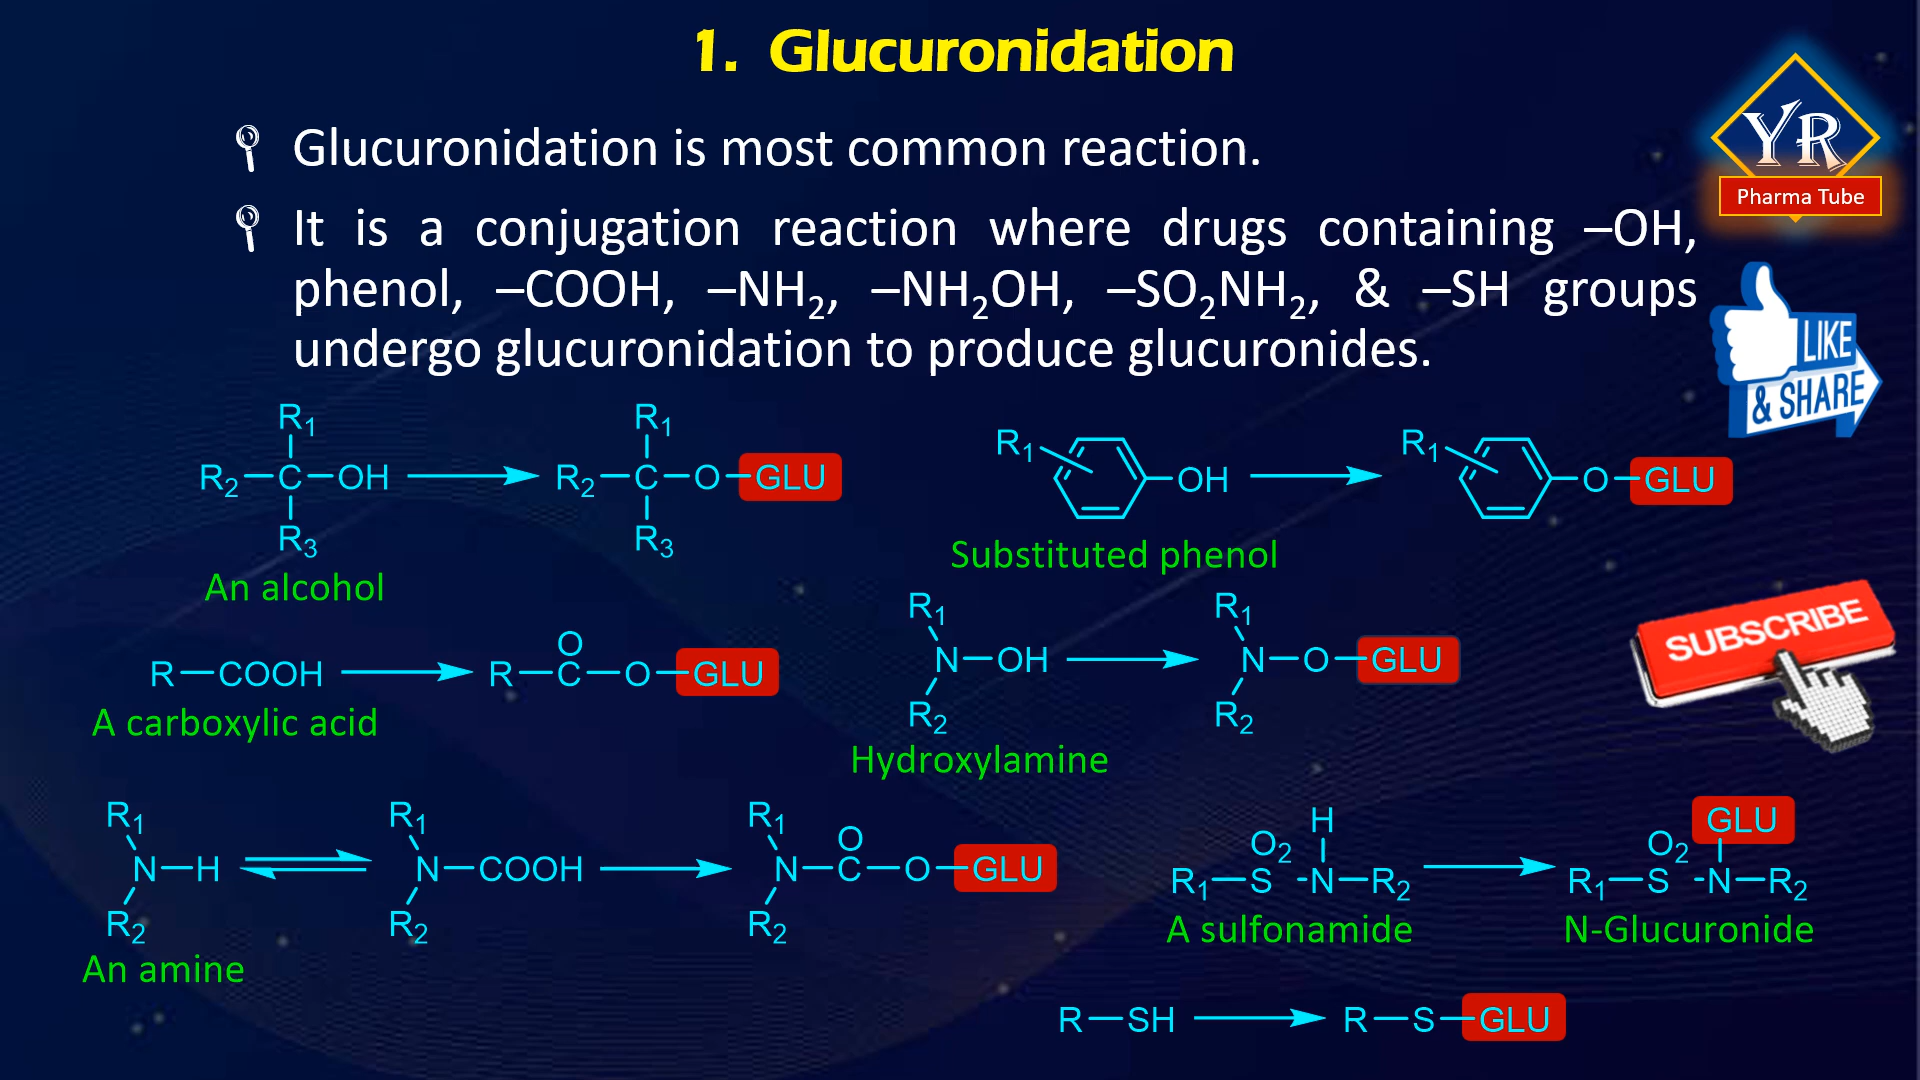 1. Glucuronidation
Glucuronidation is most common reaction.
It is a conjugation reaction where drugs containing –OH,
phenol, –COOH, –NH₂, –NH₂OH, –SO₂NH₂, & –SH groups
undergo glucuronidation to produce glucuronides.
YR
Pharma Tube
LIKE
& SHARE
R₁
R₂—C—OH
R₃
R₁
R₂—C—O—GLU
R₃
An alcohol
R₁
OH
R₁
O—GLU
Substituted phenol
R—COOH
O
R—C—O—GLU
A carboxylic acid
R₁
N—OH
R₂
R₁
N—O—GLU
R₂
Hydroxylamine
SUBSCRIBE
R₁
N—H
R₂
R₁
N—COOH
R₂
R₁
O
N—C—O—GLU
R₂
An amine
H
O₂
R₁—S-N—R₂
A sulfonamide
GLU
O₂
R₁—S-N—R₂
N-Glucuronide
R—SH
R—S—GLU